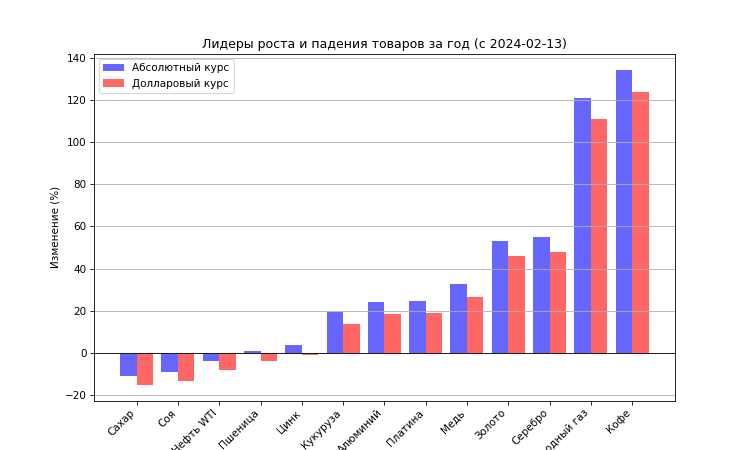 Лидеры роста и падения товаров за год (с 2024-02-13)
Абсолютный курс
Долларовый курс
Изменение (%)
140
120
100
80
60
40
20
0
−20
Сахар
Соя
Нефть WTI
Пшеница
Цинк
Кукуруза
Алюминий
Платина
Медь
Золото
Серебро
газ
Кофе